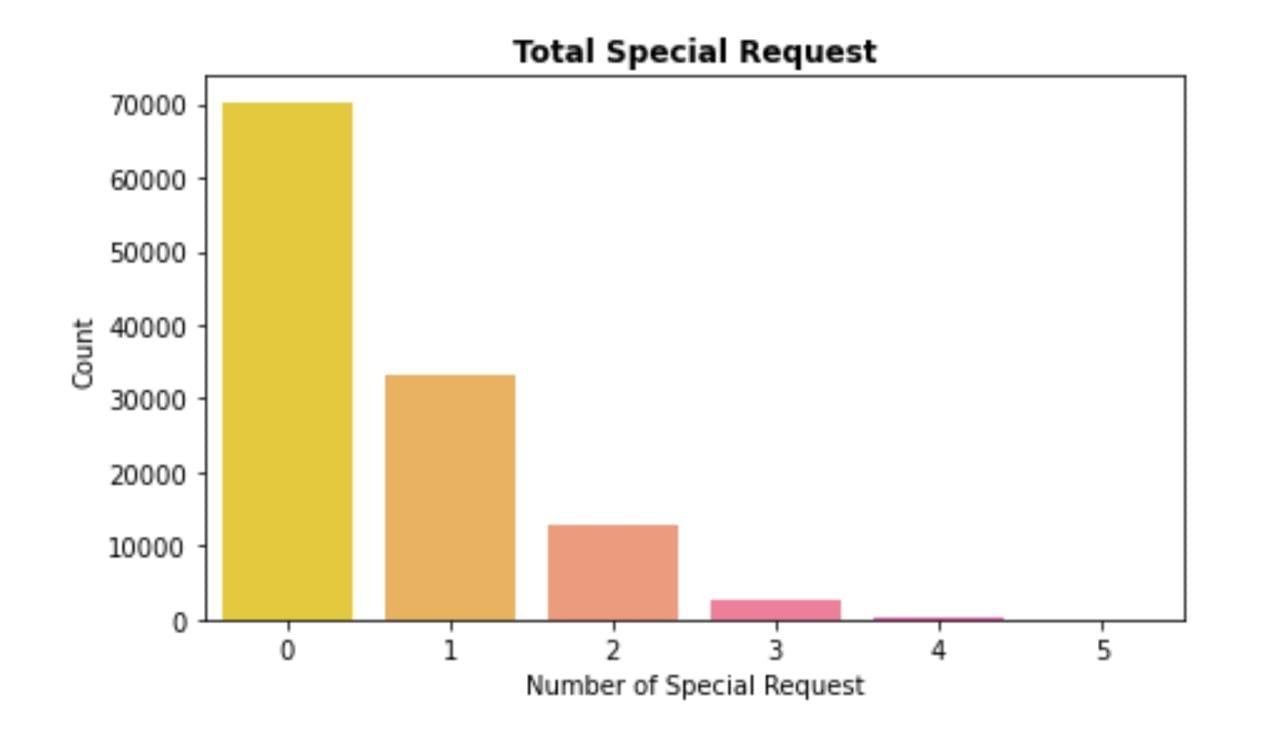 Total Special Request
70000
60000
50000
40000
30000
20000
10000
0
Count
0 1 2 3 4 5
Number of Special Request